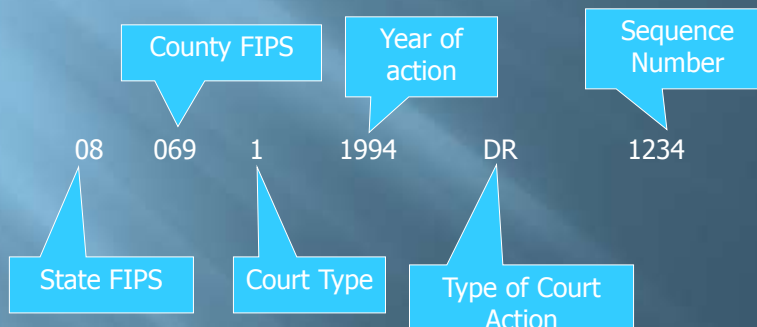 County FIPS
Year of
action
Sequence
Number
08 069 1 1994 DR 1234
State FIPS
Court Type
Type of Court
Action